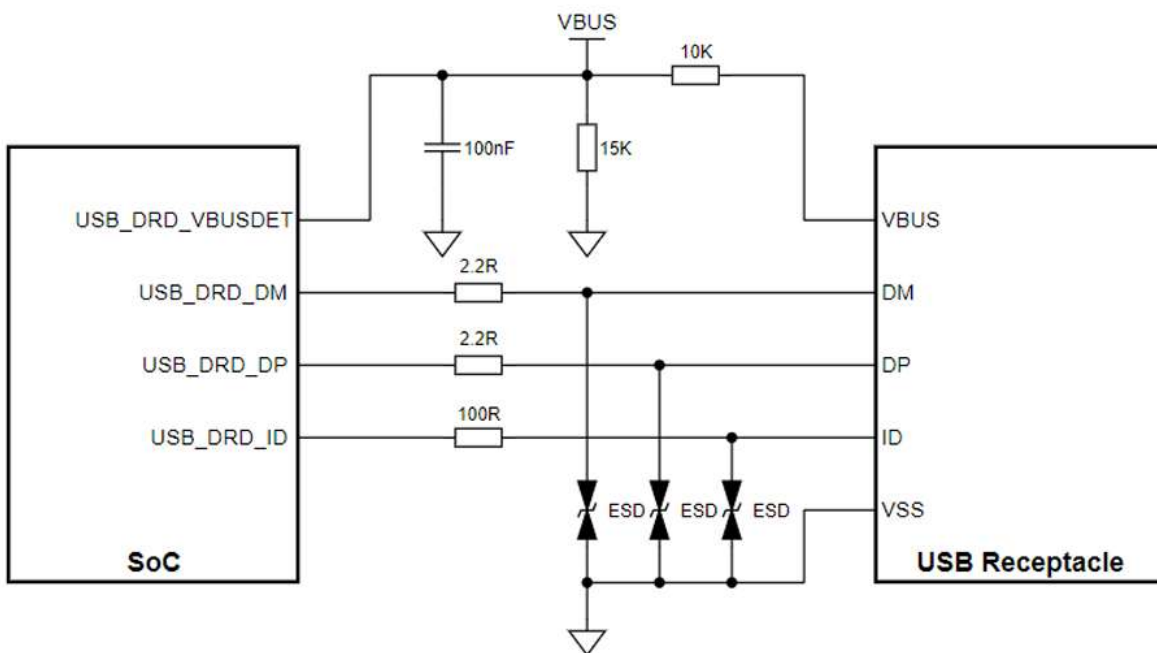 VBUS
10K
100nF
15K
USB_DRD_VBUSDET
VBUS
2.2R
USB_DRD_DM
DM
2.2R
USB_DRD_DP
DP
100R
USB_DRD_ID
ID
ESD
ESD
ESD
VSS
SoC
USB Receptacle